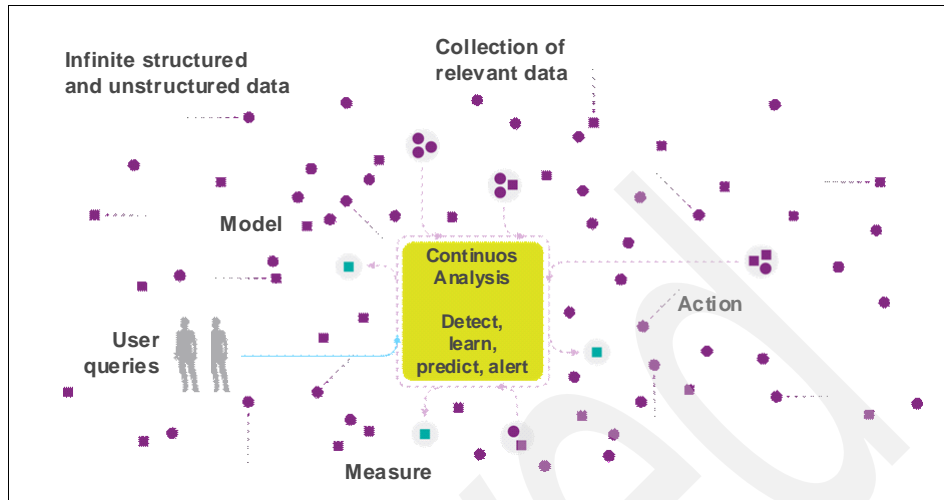 Infinite structured
and unstructured data
Collection of
relevant data
Model
Continuos
Analysis
Detect,
learn,
predict, alert
Action
User
queries
Measure